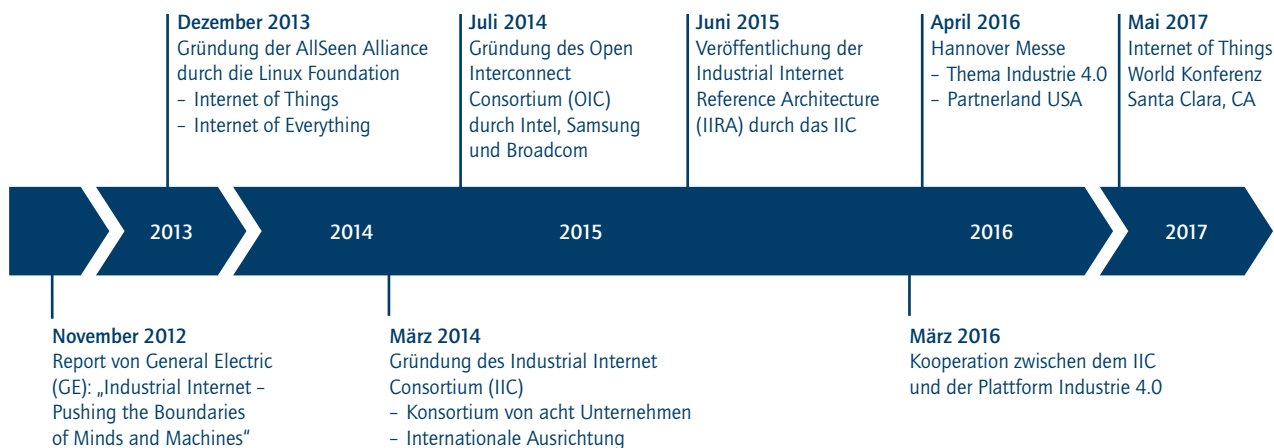 Dezember 2013
Gründung der AllSeen Alliance
durch die Linux Foundation
– Internet of Things
– Internet of Everything
Juli 2014
Gründung des Open
Interconnect
Consortium (OIC)
durch Intel, Samsung
und Broadcom
Juni 2015
Veröffentlichung der
Industrial Internet
Reference Architecture
(IIRA) durch das IIC
April 2016
Hannover Messe
– Thema Industrie 4.0
– Partnerland USA
Mai 2017
Internet of Things
World Konferenz
Santa Clara, CA
2013
2014
2015
2016
2017
November 2012
Report von General Electric
(GE): „Industrial Internet –
Pushing the Boundaries
of Minds and Machines“
März 2014
Gründung des Industrial Internet
Consortium (IIC)
– Konsortium von acht Unternehmen
– Internationale Ausrichtung
März 2016
Kooperation zwischen dem IIC
und der Plattform Industrie 4.0